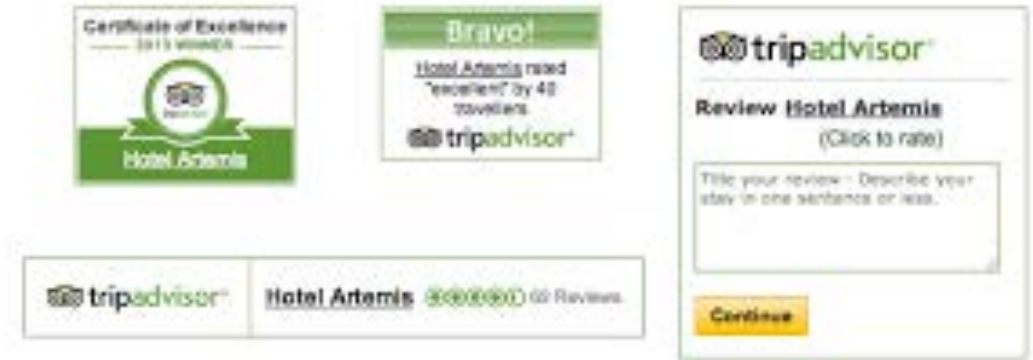 Certificate of Excellence
2013 WINNER
Hotel Artemis
Bravo!
Hotel Artemis rated
"excellent" by 40
travellers
tripadvisor
tripadvisor
Review Hotel Artemis
(Click to rate)
Title your review - Describe your
stay in one sentence or less.
Continue
tripadvisor
Hotel Artemis
Reviews